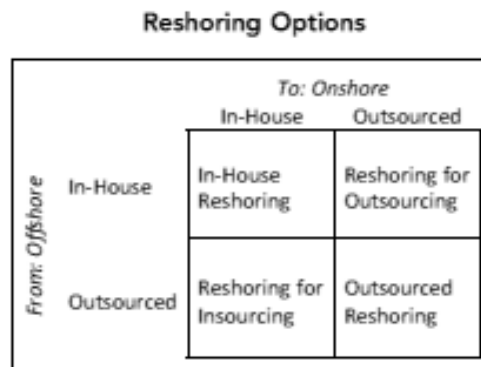 Reshoring Options
To: Onshore
In-House Outsourced
From: Offshore
In-House
In-House
Reshoring
Reshoring for
Outsourcing
Outsourced
Reshoring for
Insourcing
Outsourced
Reshoring